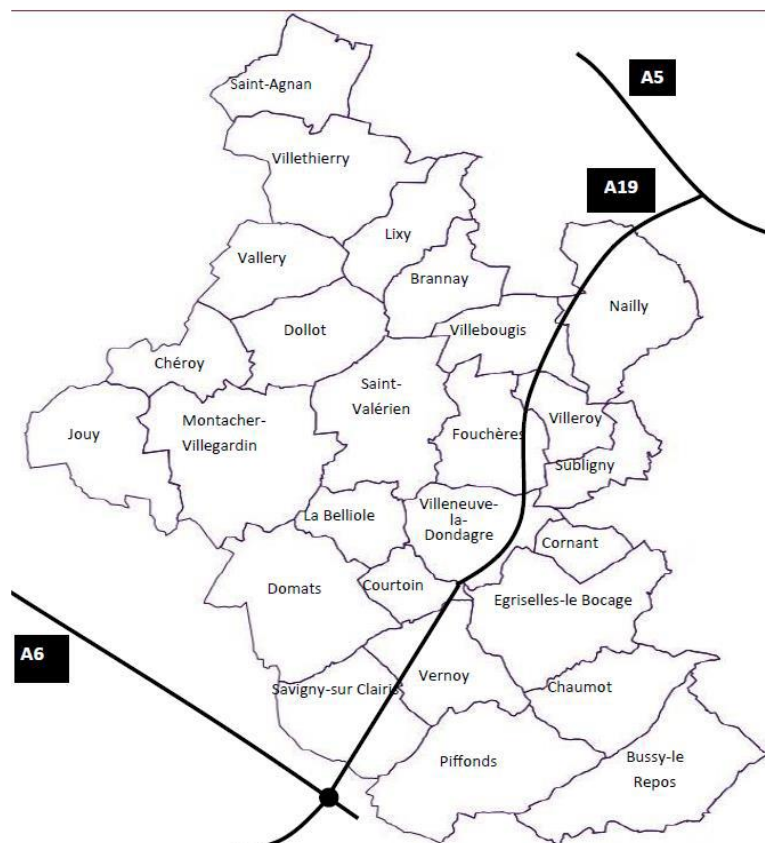 Saint-Agnan
A5
Villethierry
A19
Lixy
Vallery
Brannay
Nailly
Dollot
Villebougis
Chéroy
Saint-
Valérien
Montacher-
Villegardin
Jouy
Fouchères
Villeroy
Subligny
La Belliole
Villeneuve-
la-
Dondagre
Cornant
Domats
Courtoin
Egriselles-le Bocage
A6
Savigny-sur Clairis
Vernoy
Chaumot
Piffonds
Bussy-le
Repos